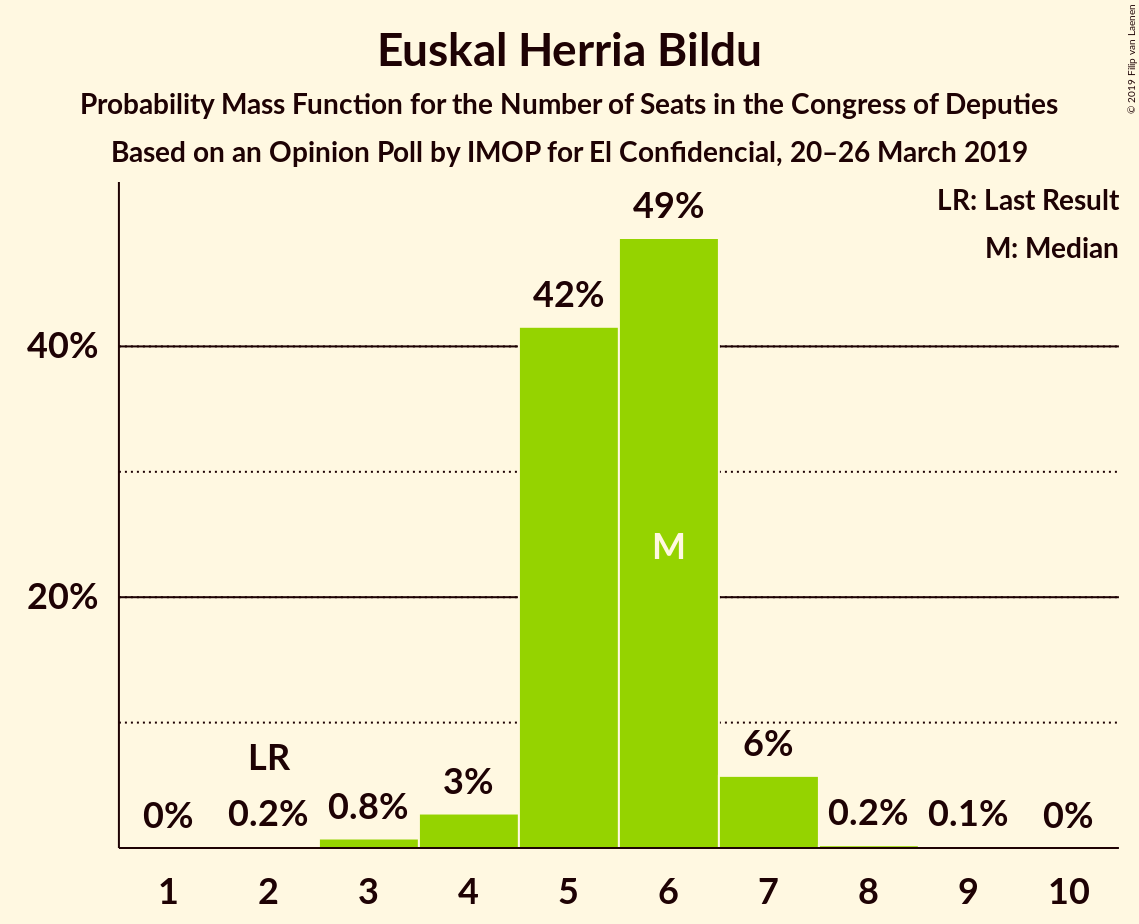 Euskal Herria Bildu
Probability Mass Function for the Number of Seats in the Congress of Deputies
Based on an Opinion Poll by IMOP for El Confidencial, 20–26 March 2019
© 2019 Filip van Laenen
LR: Last Result
M: Median
49%
42%
40%
M
20%
6%
LR
3%
0% 0.2% 0.8% 0.2% 0.1% 0%
1 2 3 4 5 6 7 8 9 10